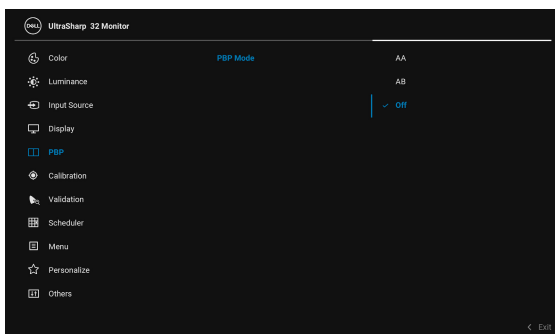 DELL UltraSharp 32 Monitor
Color PBP Mode AA
Luminance AB
Input Source Off
Display
PBP
Calibration
Validation
Scheduler
Menu
Personalize
Others
Exit